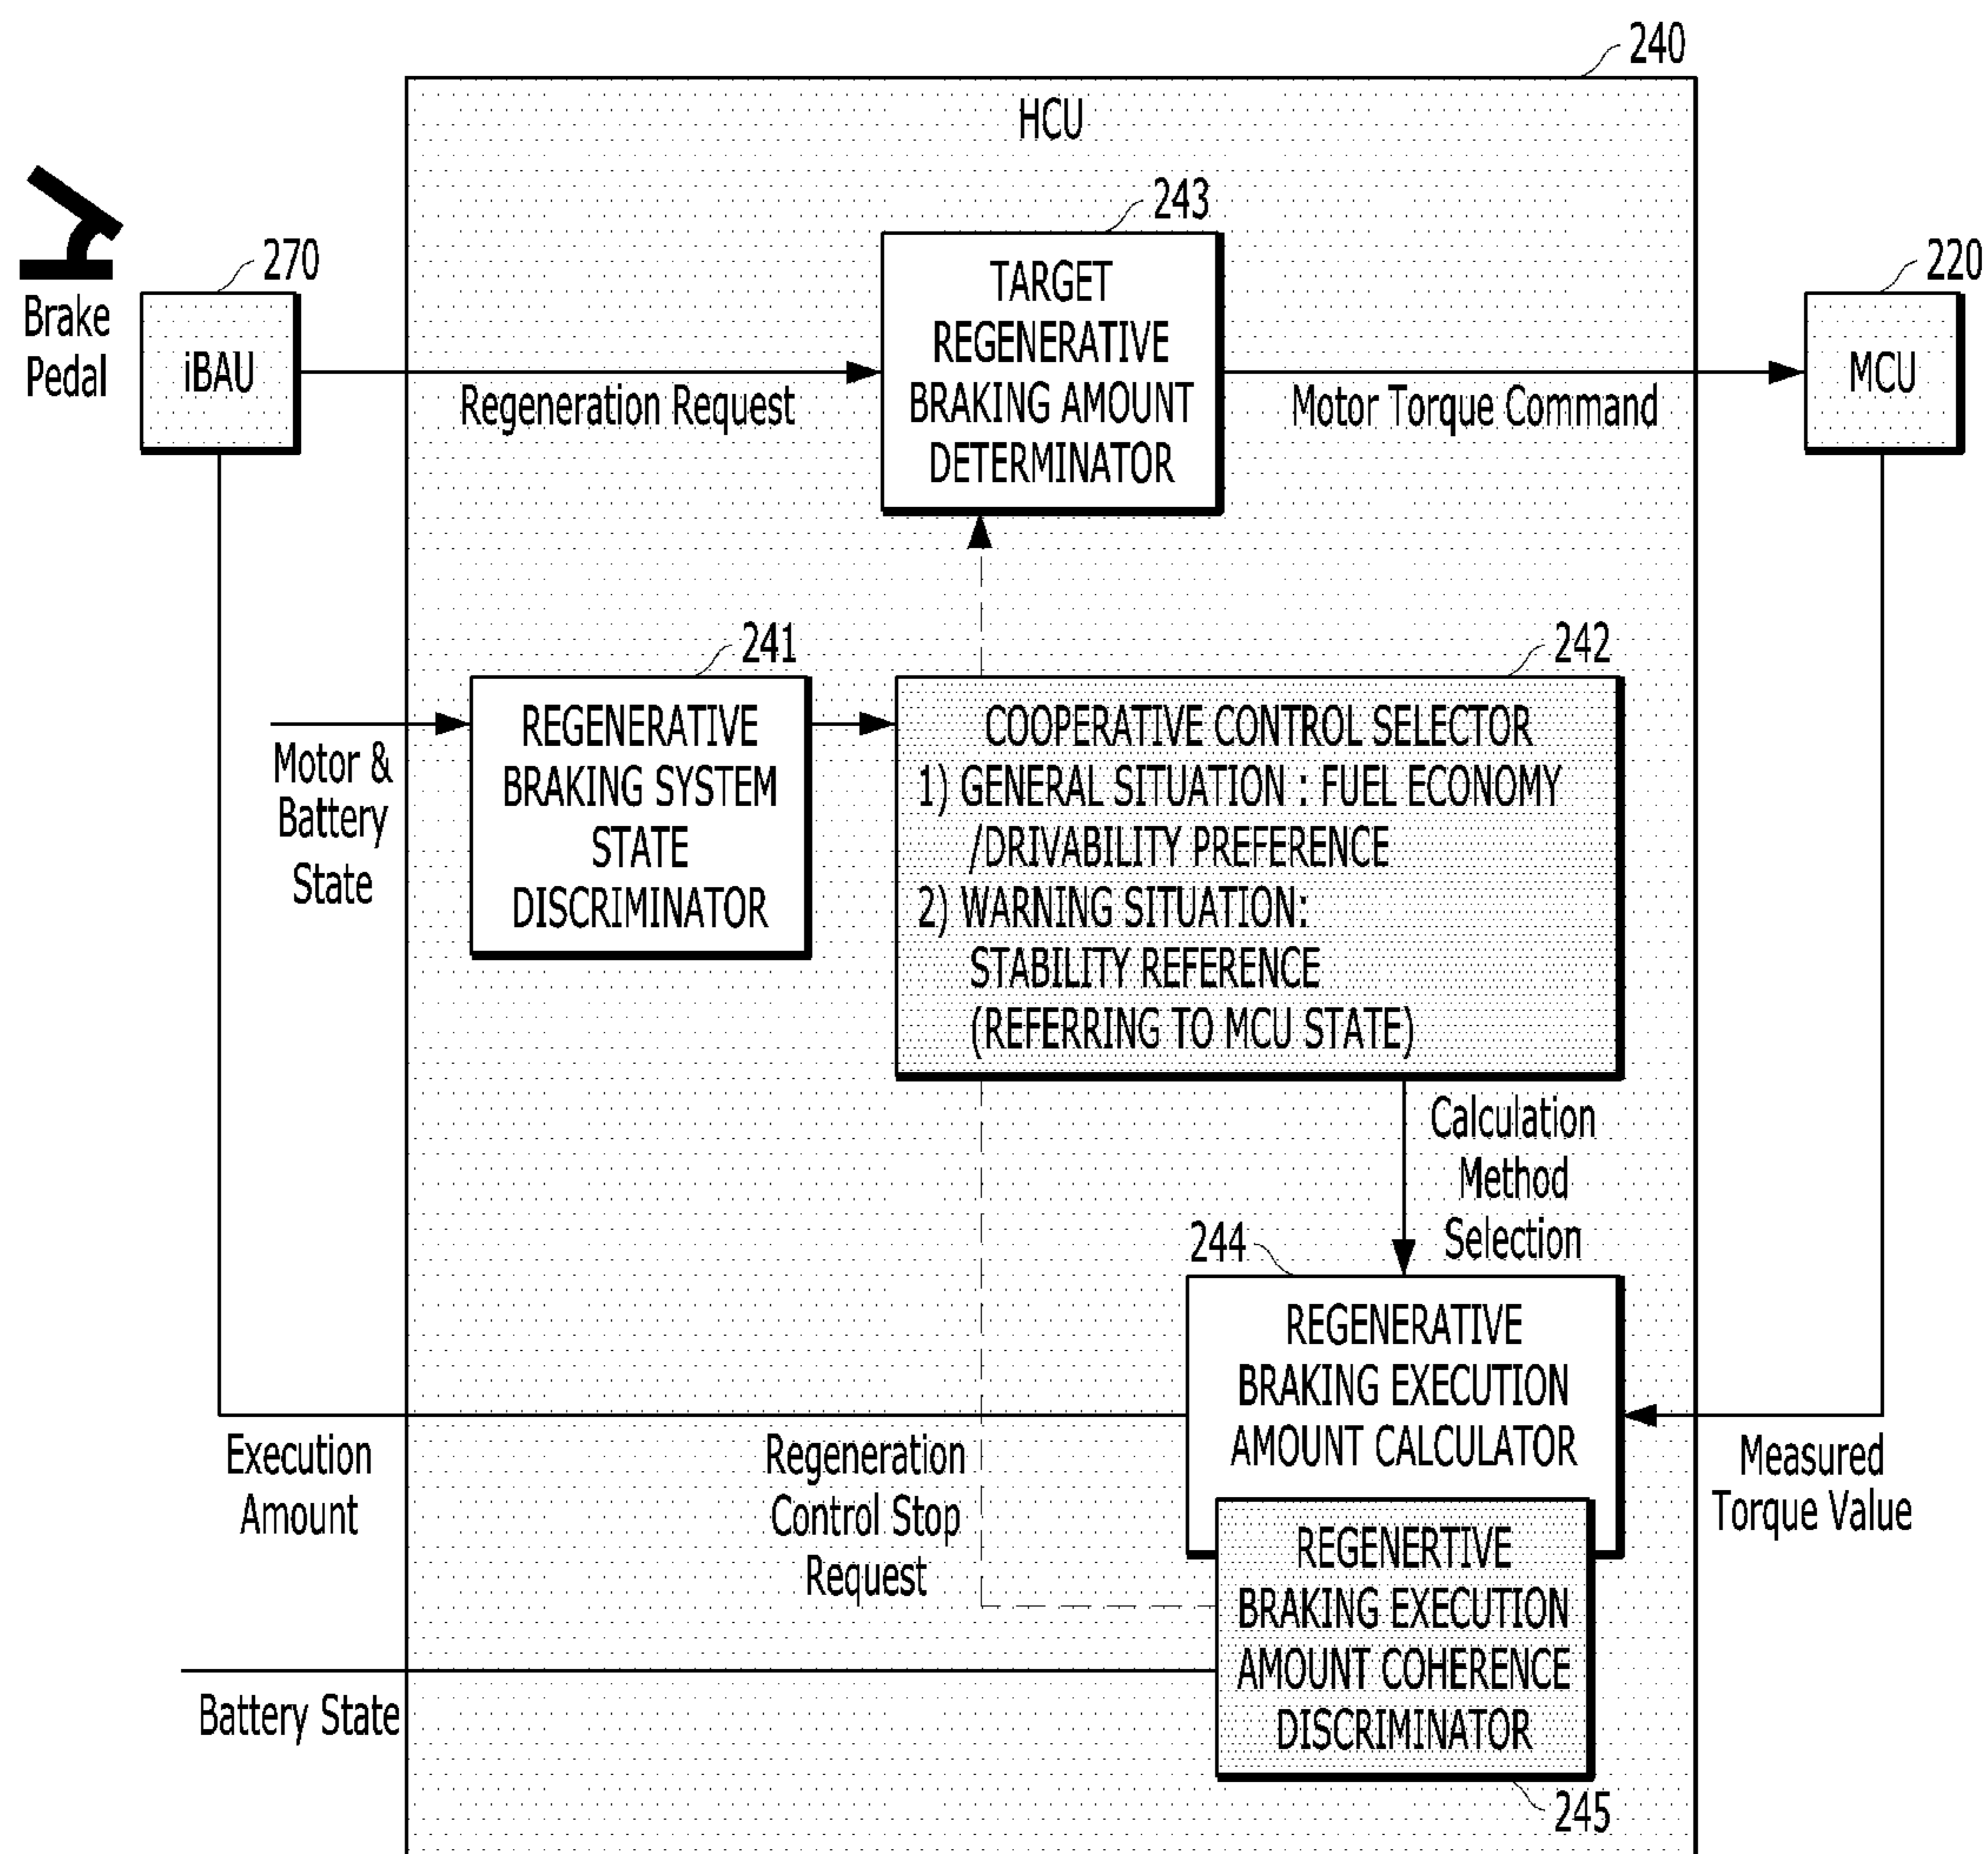 240
HCU
Brake
Pedal
270
iBAU
Regeneration Request
243
TARGET
REGENERATIVE
BRAKING AMOUNT
DETERMINATOR
Motor Torque Command
220
MCU
Motor &
Battery
State
241
REGENERATIVE
BRAKING SYSTEM
STATE
DISCRIMINATOR
242
COOPERATIVE CONTROL SELECTOR
1) GENERAL SITUATION : FUEL ECONOMY
/DRIVABILITY PREFERENCE
2) WARNING SITUATION:
STABILITY REFERENCE
(REFERRING TO MCU STATE)
Calculation
Method
Selection
244
REGENERATIVE
BRAKING EXECUTION
AMOUNT CALCULATOR
Execution
Amount
Regeneration
Control Stop
Request
Measured
Torque Value
REGENERTIVE
BRAKING EXECUTION
AMOUNT COHERENCE
DISCRIMINATOR
245
Battery State